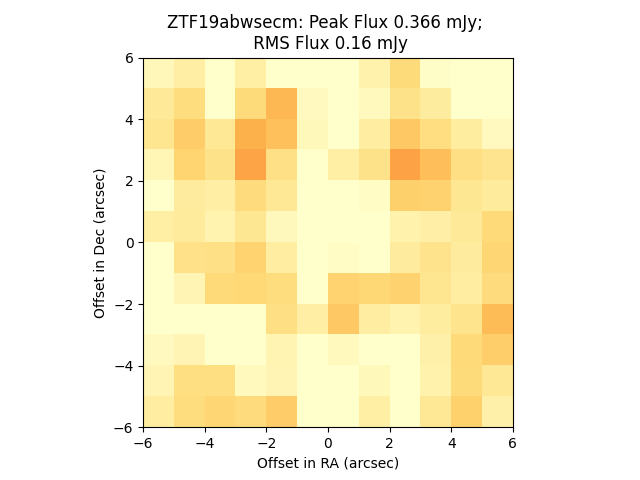 ZTF19abwsecm: Peak Flux 0.366 mJy;
RMS Flux 0.16 mJy
6
4
2
0
−2
−4
−6
Offset in Dec (arcsec)
−6 −4 −2 0 2 4 6
Offset in RA (arcsec)